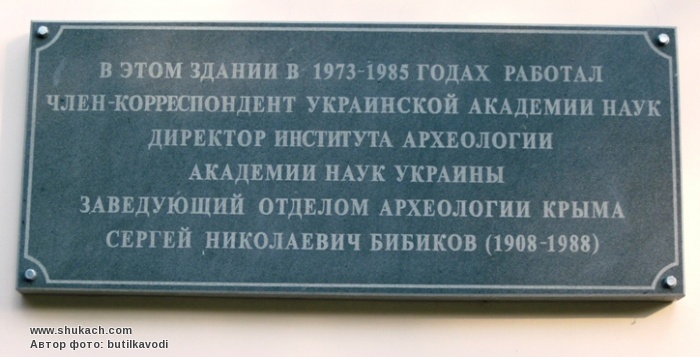 В ЭТОМ ЗДАНИИ В 1973-1985 ГОДАХ РАБОТАЛ
ЧЛЕН-КОРРЕСПОНДЕНТ УКРАИНСКОЙ АКАДЕМИИ НАУК
ДИРЕКТОР ИНСТИТУТА АРХЕОЛОГИИ
АКАДЕМИИ НАУК УКРАИНЫ
ЗАВЕДУЮЩИЙ ОТДЕЛОМ АРХЕОЛОГИИ КРЫМА
СЕРГЕЙ НИКОЛАЕВИЧ БИБИКОВ (1908-1988)
www.shukach.com
Автор фото: butilkavodi